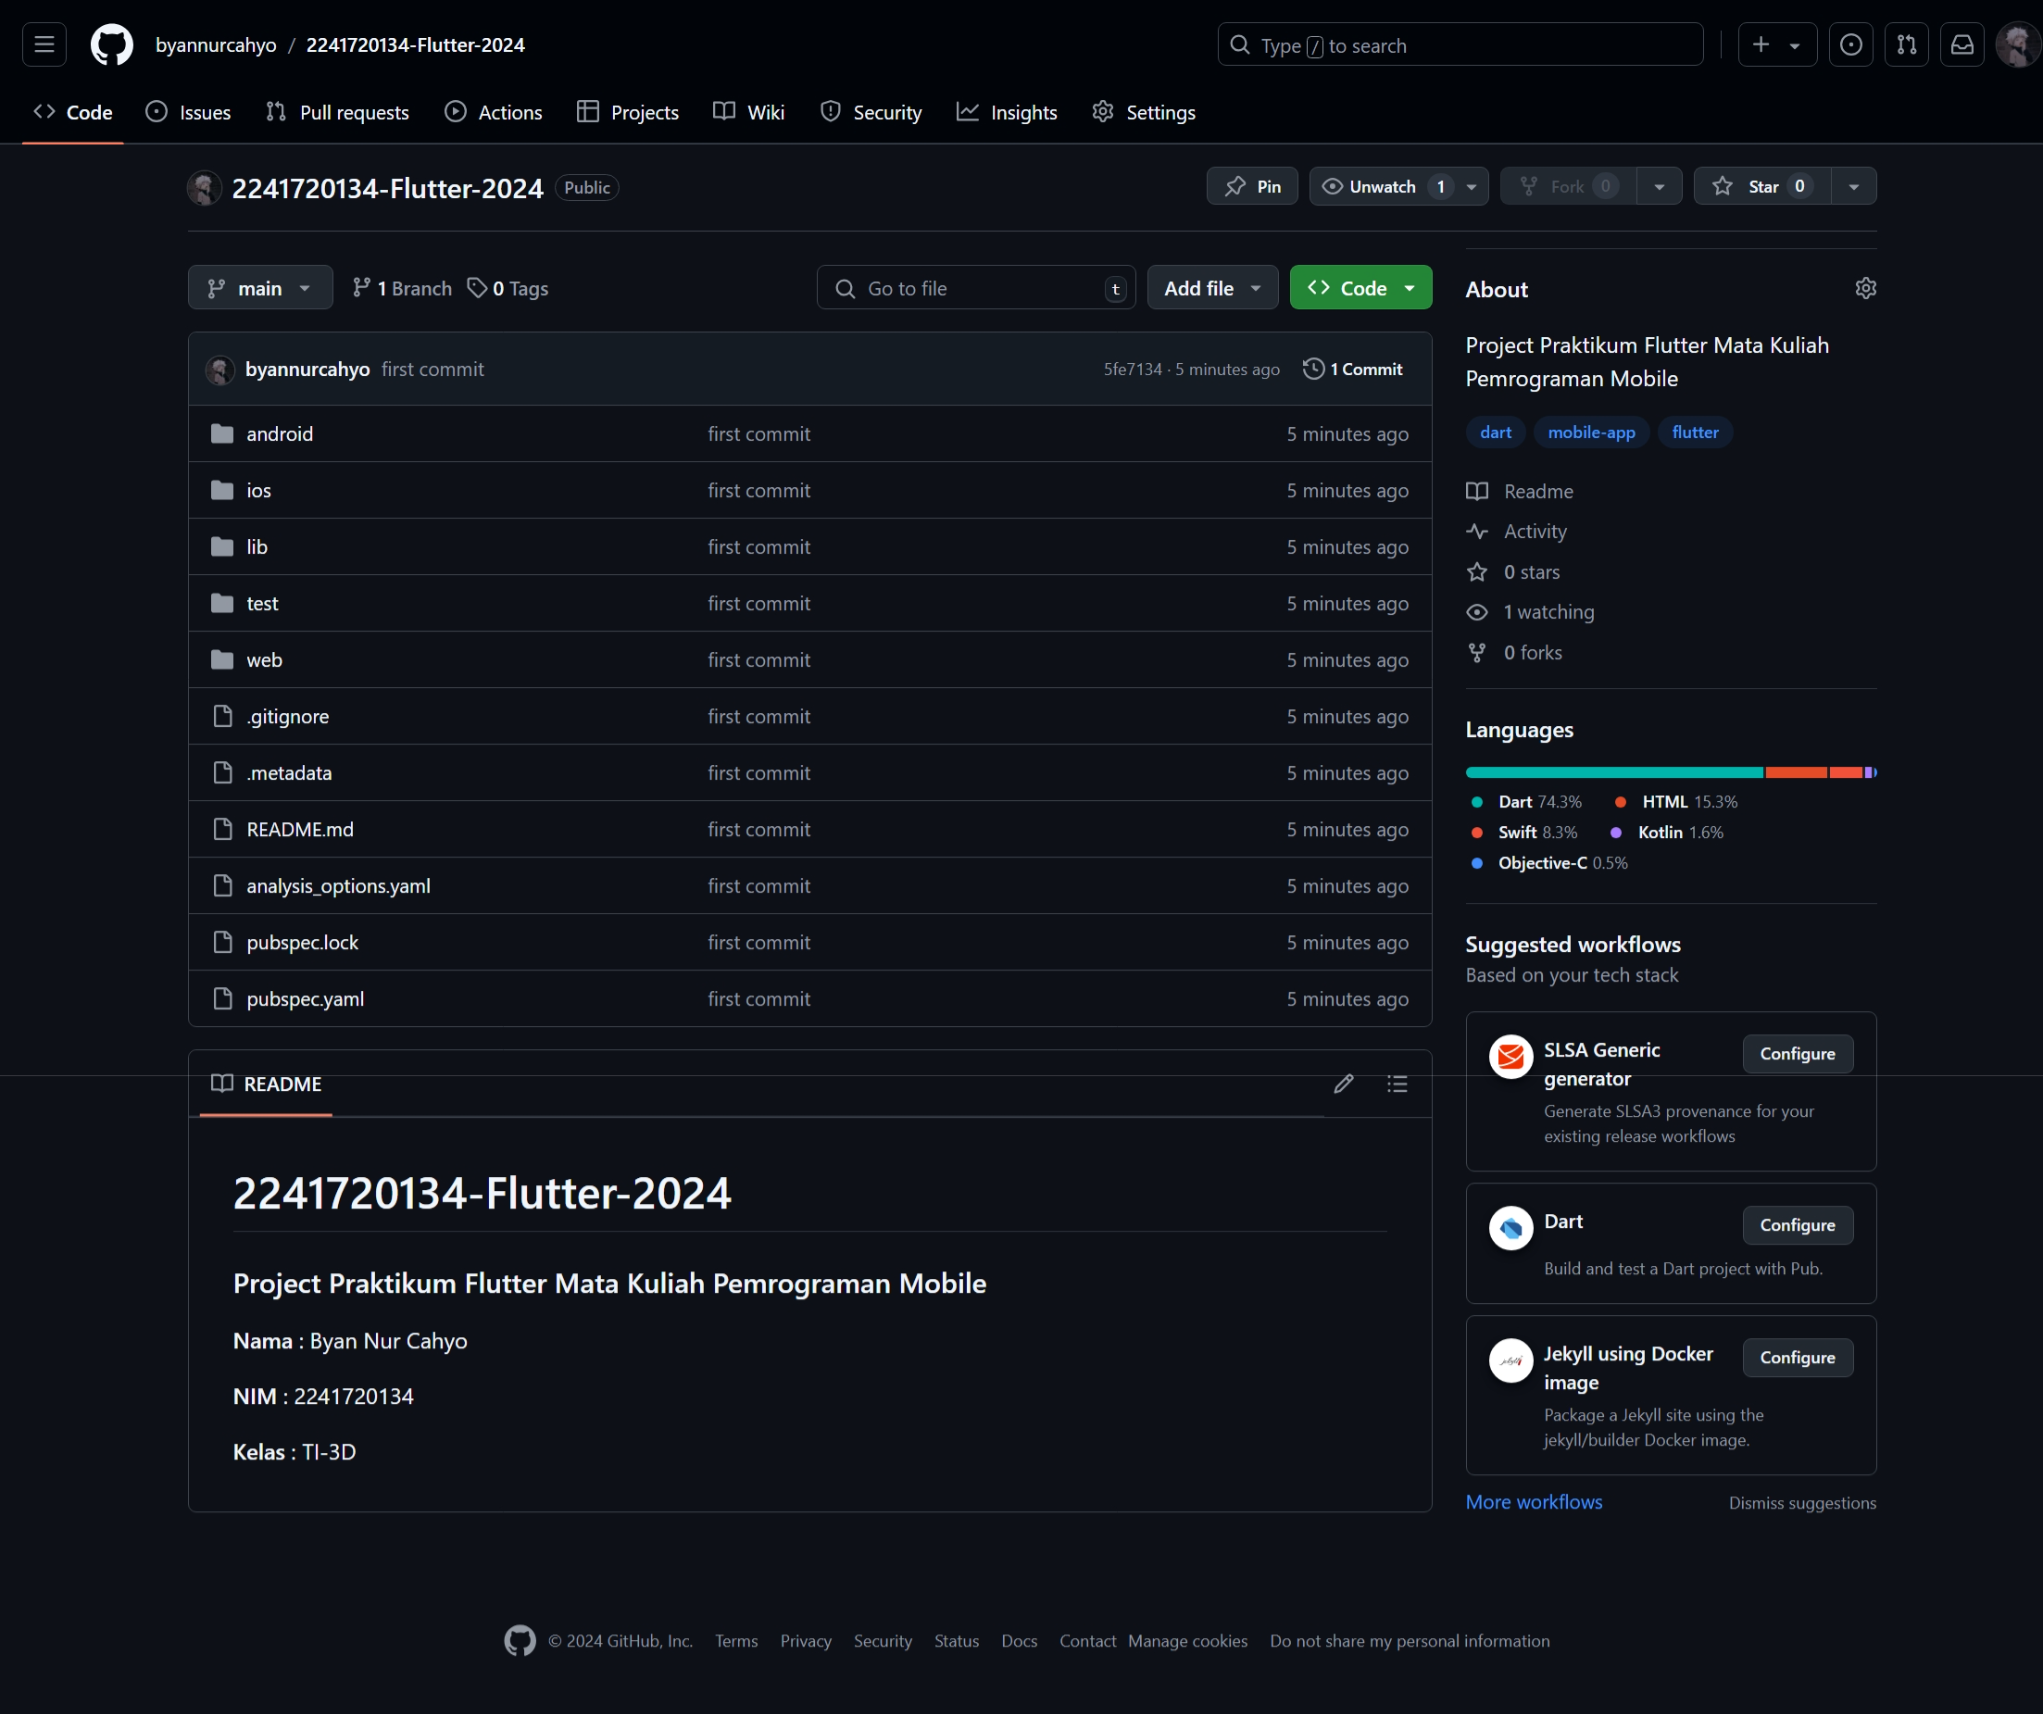 byannurcahyo / 2241720134-Flutter-2024
Type / to search
Code Issues Pull requests Actions Projects Wiki Security Insights Settings
2241720134-Flutter-2024 Public
Pin Unwatch 1 Fork 0 Star 0
main 1 Branch 0 Tags Go to file t Add file Code
byannurcahyo first commit 5fe7134 · 5 minutes ago 1 Commit
android first commit 5 minutes ago
ios first commit 5 minutes ago
lib first commit 5 minutes ago
test first commit 5 minutes ago
web first commit 5 minutes ago
.gitignore first commit 5 minutes ago
.metadata first commit 5 minutes ago
README.md first commit 5 minutes ago
analysis_options.yaml first commit 5 minutes ago
pubspec.lock first commit 5 minutes ago
pubspec.yaml first commit 5 minutes ago
README
2241720134-Flutter-2024
Project Praktikum Flutter Mata Kuliah Pemrograman Mobile
Nama : Byan Nur Cahyo
NIM : 2241720134
Kelas : TI-3D
About
Project Praktikum Flutter Mata Kuliah
Pemrograman Mobile
dart mobile-app flutter
Readme
Activity
0 stars
1 watching
0 forks
Languages
Dart 74.3% HTML 15.3%
Swift 8.3% Kotlin 1.6%
Objective-C 0.5%
Suggested workflows
Based on your tech stack
SLSA Generic
generator
Configure
Generate SLSA3 provenance for your
existing release workflows
Dart
Configure
Build and test a Dart project with Pub.
Jekyll using Docker
image
Configure
Package a Jekyll site using the
jekyll/builder Docker image.
More workflows Dismiss suggestions
© 2024 GitHub, Inc. Terms Privacy Security Status Docs Contact Manage cookies Do not share my personal information